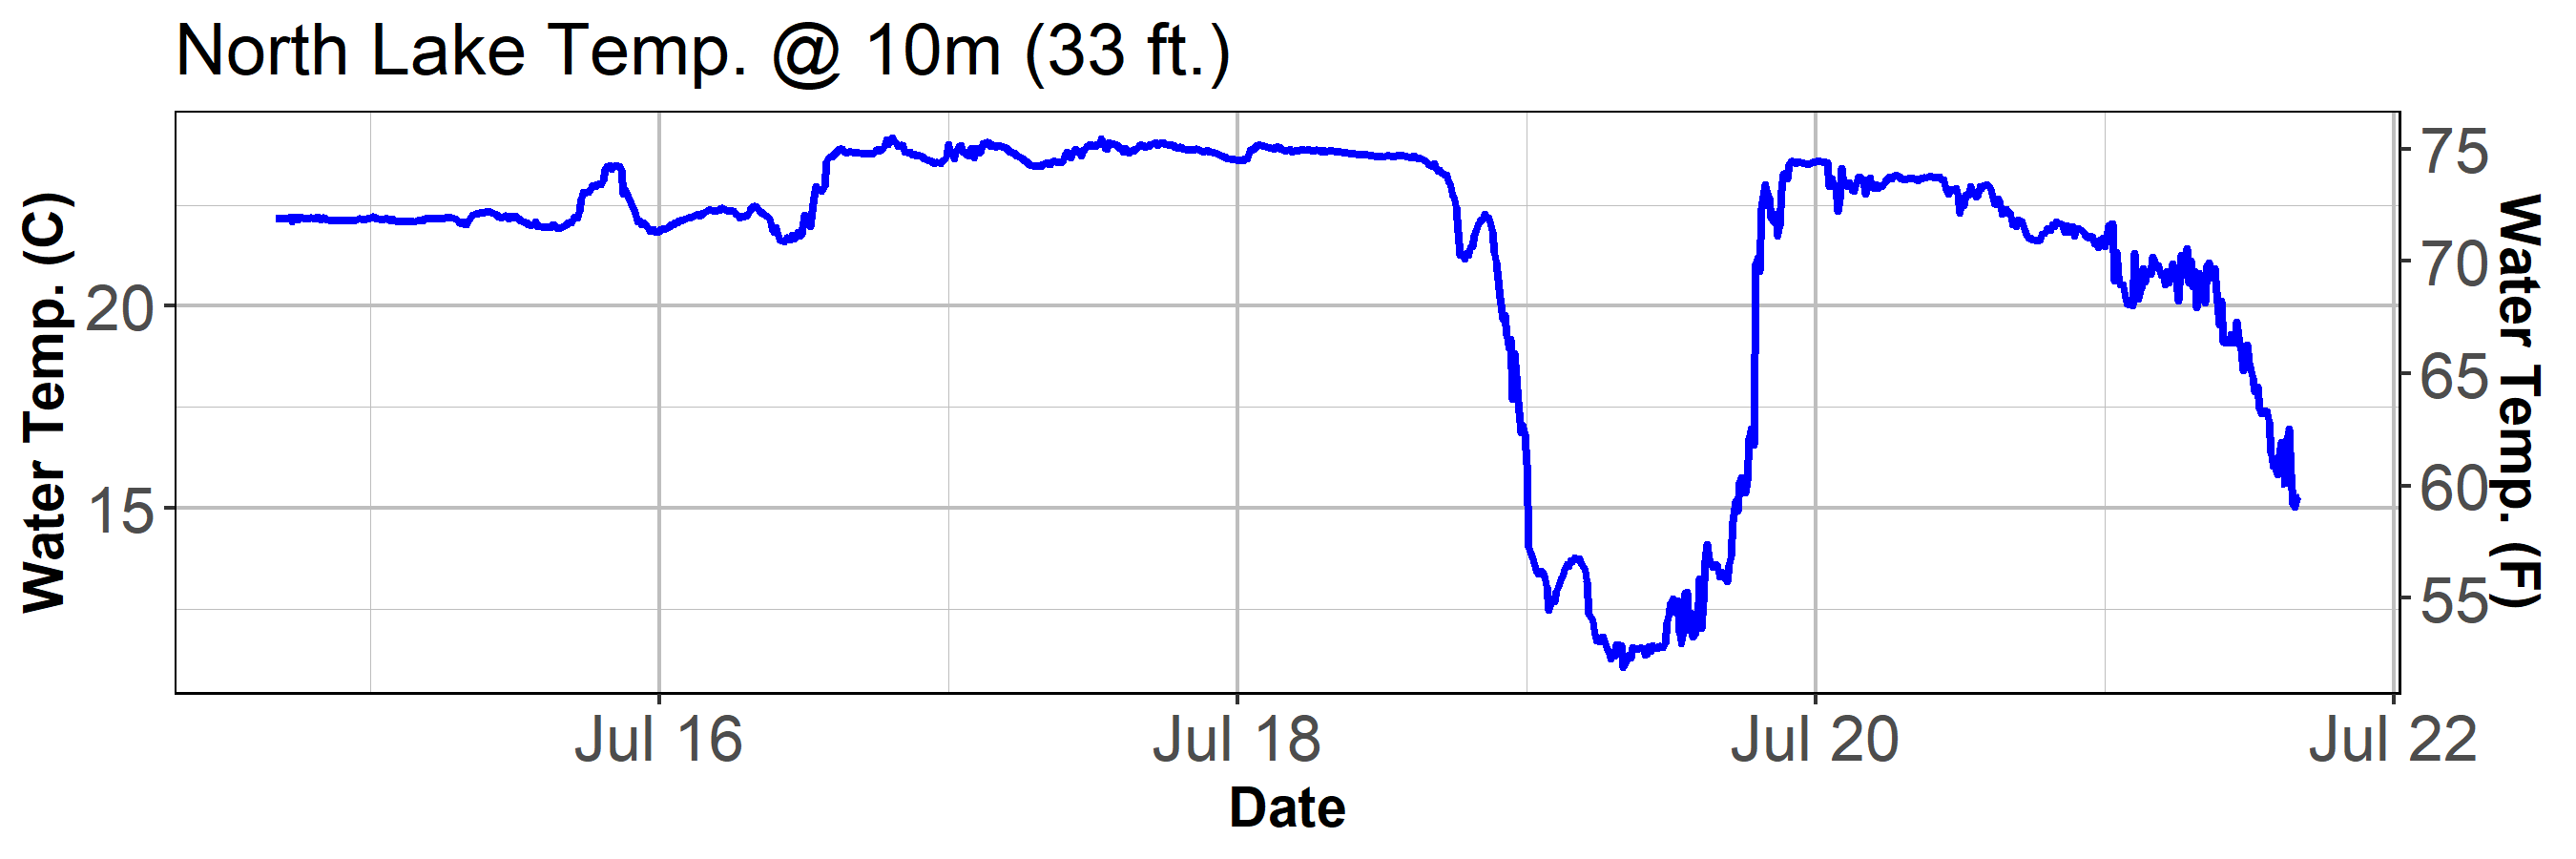 North Lake Temp. @ 10m (33 ft.)
Water Temp. (C)
20
15
75
70
65
60
55
Water Temp. (F)
Jul 16
Jul 18
Jul 20
Jul 22
Date